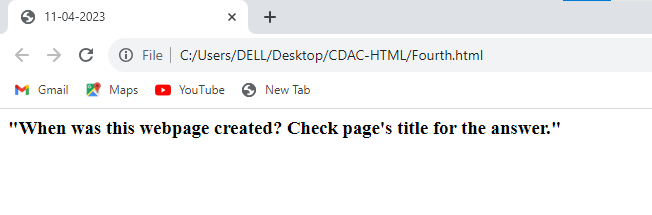 11-04-2023
File C:/Users/DELL/Desktop/CDAC-HTML/Fourth.html
Gmail Maps YouTube New Tab
"When was this webpage created? Check page's title for the answer."